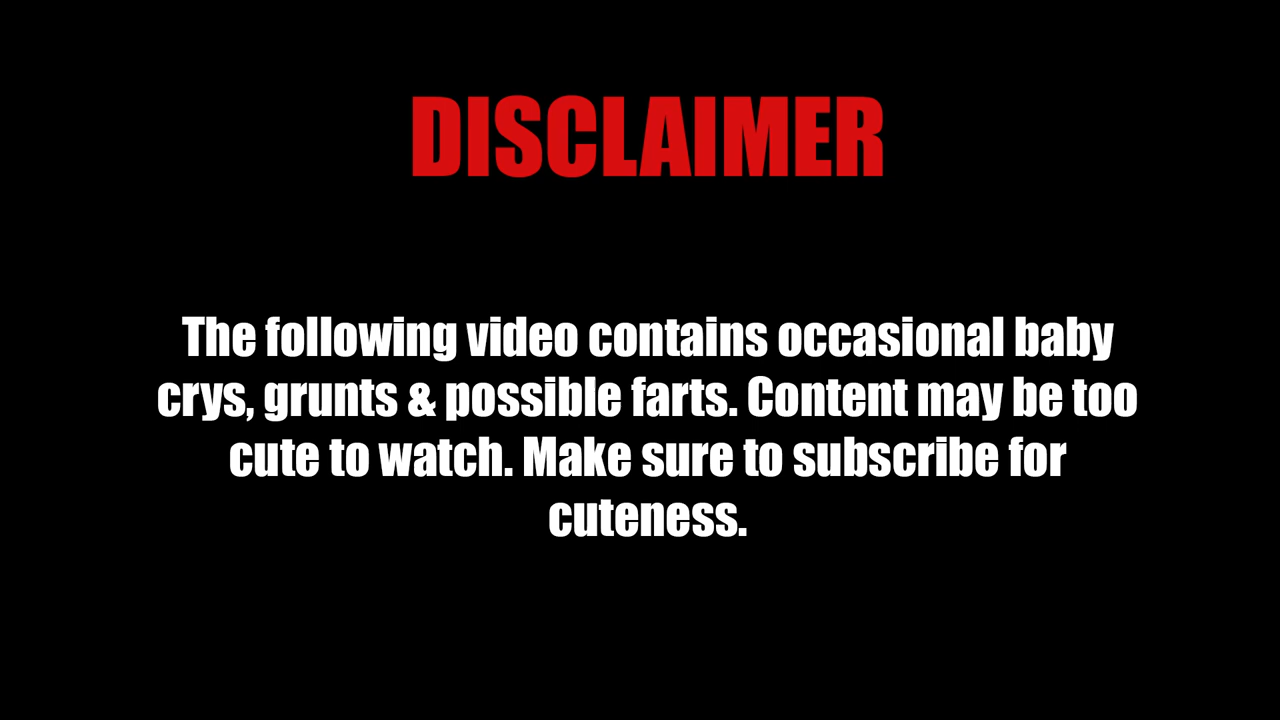 DISCLAIMER
The following video contains occasional baby
crys, grunts & possible farts. Content may be too
cute to watch. Make sure to subscribe for
cuteness.